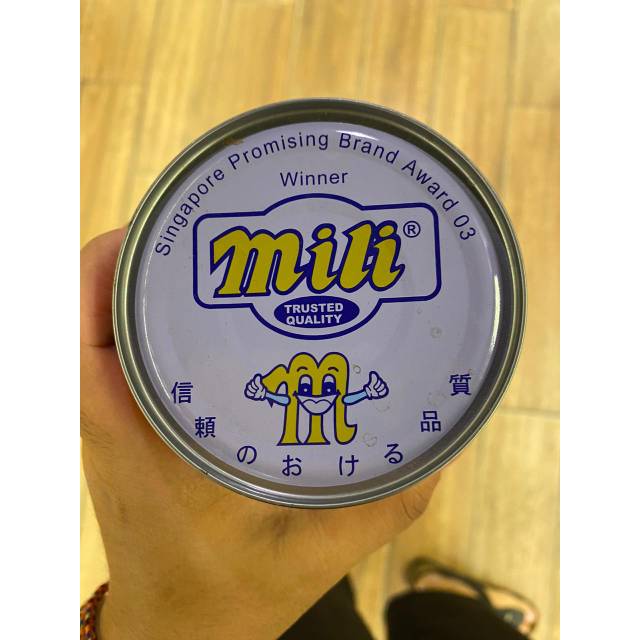 Singapore Promising Brand Award 03
Winner
mili®
TRUSTED
QUALITY
信頼のおける品質